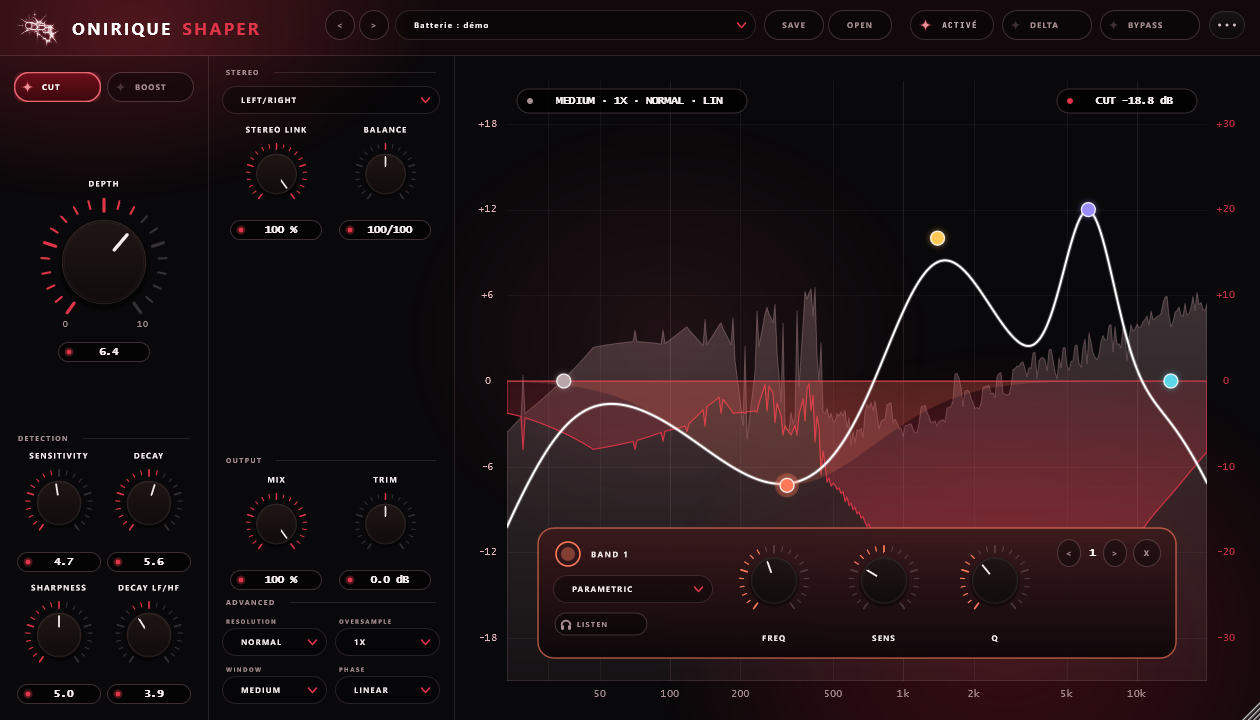 ONIRIQUE SHAPER
< > Batterie : démo SAVE OPEN ACTIVÉ DELTA BYPASS
CUT BOOST
DEPTH
0 10
6.4
DETECTION
SENSITIVITY DECAY
4.7 5.6
SHARPNESS DECAY LF/HF
5.0 3.9
STEREO
LEFT/RIGHT
STEREO LINK BALANCE
100 % 100/100
OUTPUT
MIX TRIM
100 % 0.0 dB
ADVANCED
RESOLUTION OVERSAMPLE
NORMAL 1X
WINDOW PHASE
MEDIUM LINEAR
MEDIUM · 1X · NORMAL · LIN CUT -18.8 dB
+18 +30
+12 +20
+6 +10
0 0
-6 -10
-12 -20
-18 -30
BAND 1 < 1 > X
PARAMETRIC
LISTEN
FREQ SENS Q
50 100 200 500 1k 2k 5k 10k